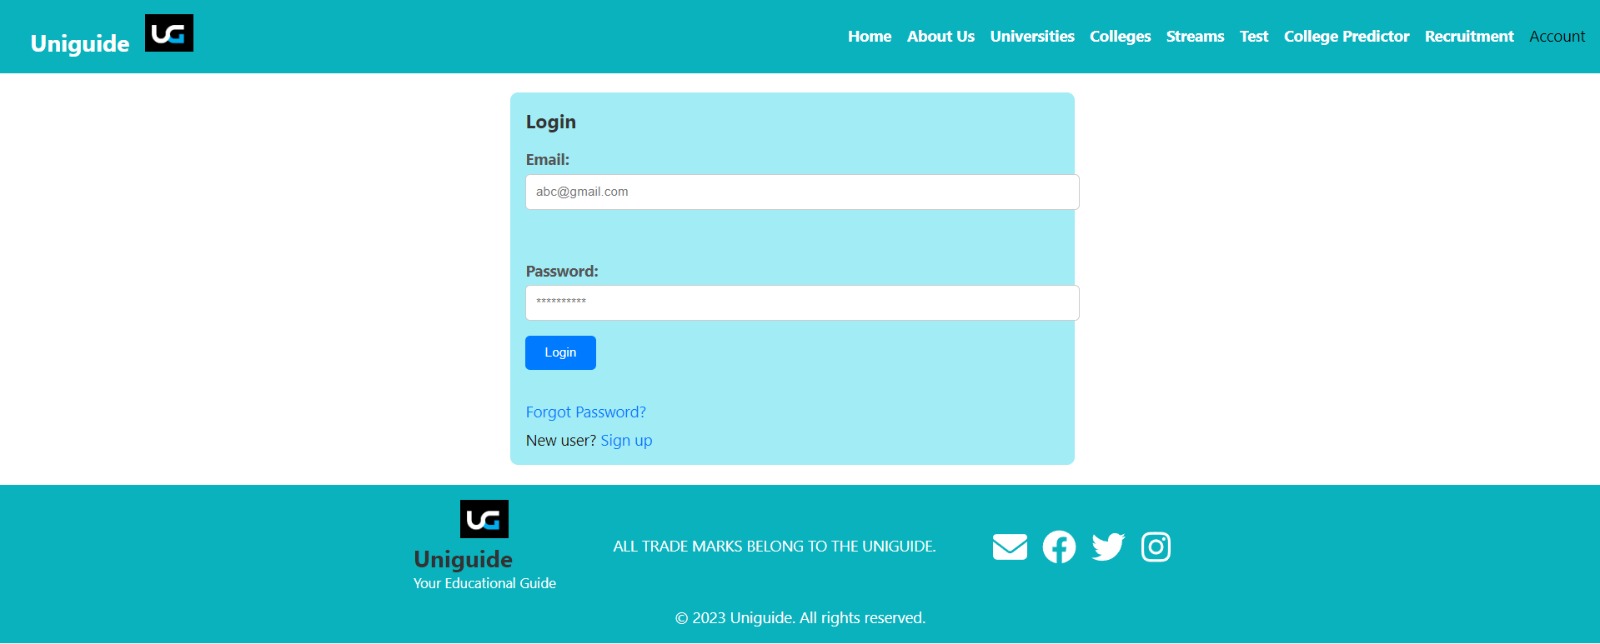 Uniguide UG Home About Us Universities Colleges Streams Test College Predictor Recruitment Account
Login
Email:
abc@gmail.com
Password:
**********
Login
Forgot Password?
New user? Sign up
UG
Uniguide
Your Educational Guide
ALL TRADE MARKS BELONG TO THE UNIGUIDE.
© 2023 Uniguide. All rights reserved.